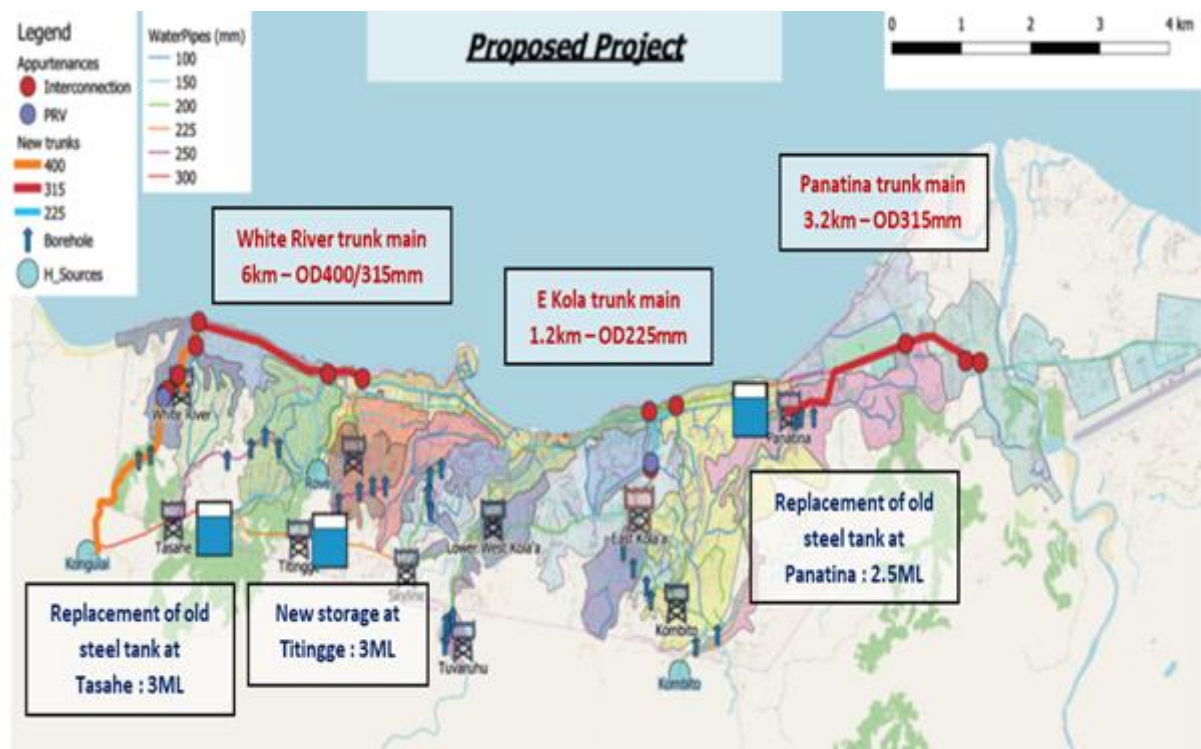 Proposed Project
0 1 2 3 4 km
Legend
Appurtenances
Interconnection
PRV
New trunks
400
315
225
Borehole
H_Sources
WaterPipes (mm)
100
150
200
225
250
300
White River trunk main
6km – OD400/315mm
E Kola trunk main
1.2km – OD225mm
Panatina trunk main
3.2km – OD315mm
White River
Panatina
Rove
Kongulai
Tasahe
Titingge
Skyline
Lower West Kola'a
East Kola'a
Tuvaruhu
Kombito
Kombito
Replacement of old
steel tank at
Tasahe : 3ML
New storage at
Titingge : 3ML
Replacement of old
steel tank at
Panatina : 2.5ML